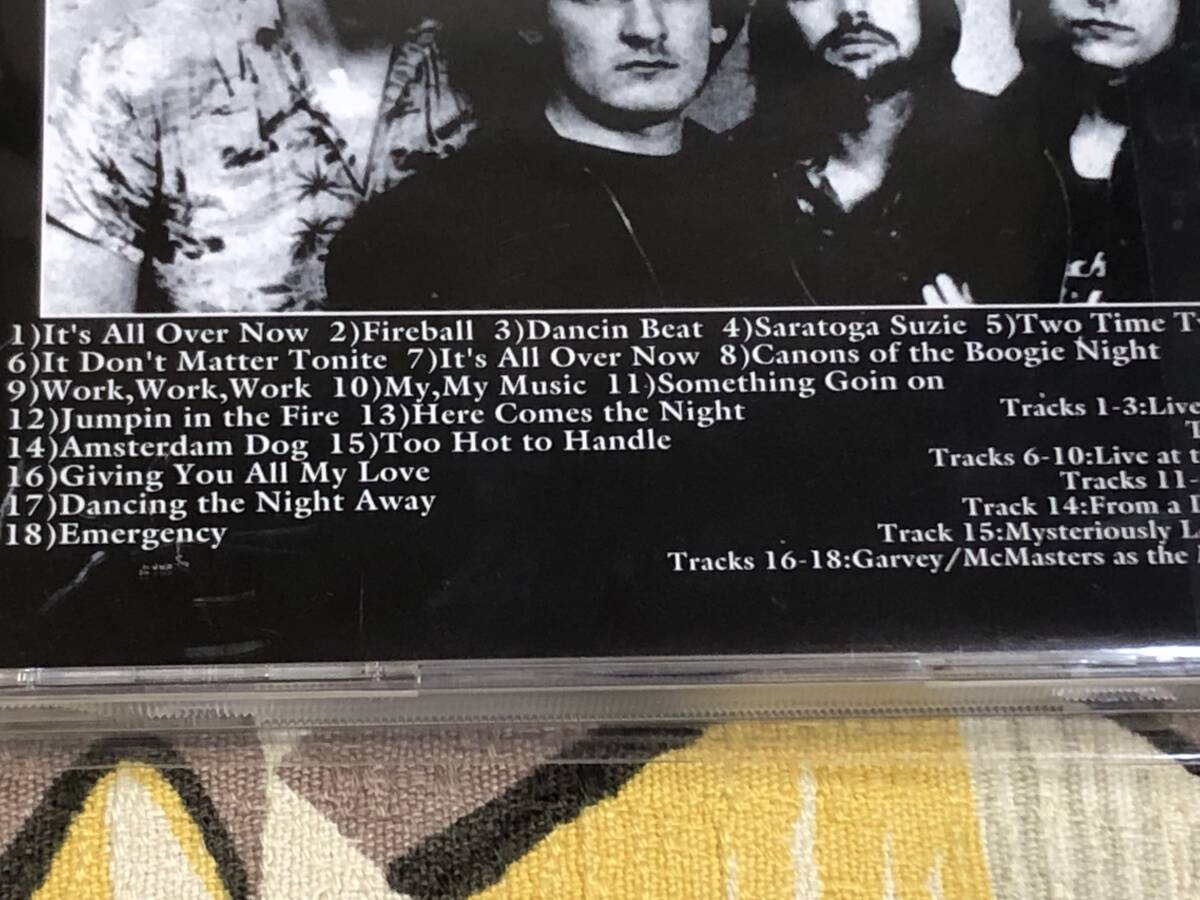 1)It's All Over Now 2)Fireball 3)Dancin Beat 4)Saratoga Suzie 5)Two Time
6)It Don't Matter Tonite 7)It's All Over Now 8)Canons of the Boogie Night
9)Work,Work,Work 10)My,My Music 11)Something Goin on
12)Jumpin in the Fire 13)Here Comes the Night
14)Amsterdam Dog 15)Too Hot to Handle
16)Giving You All My Love
17)Dancing the Night Away
18)Emergency
Tracks 1-3:Live
Tracks 6-10:Live at
Tracks 11-
Track 14:From a
Track 15:Mysteriously
Tracks 16-18:Garvey/McMasters as the